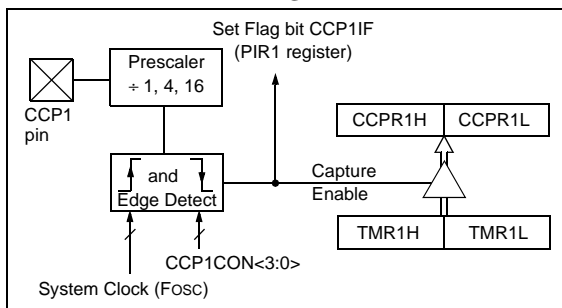 Set Flag bit CCP1IF
(PIR1 register)
Prescaler
÷ 1, 4, 16
CCP1
pin
CCPR1H CCPR1L
and
Edge Detect
Capture
Enable
TMR1H TMR1L
CCP1CON<3:0>
System Clock (FOSC)